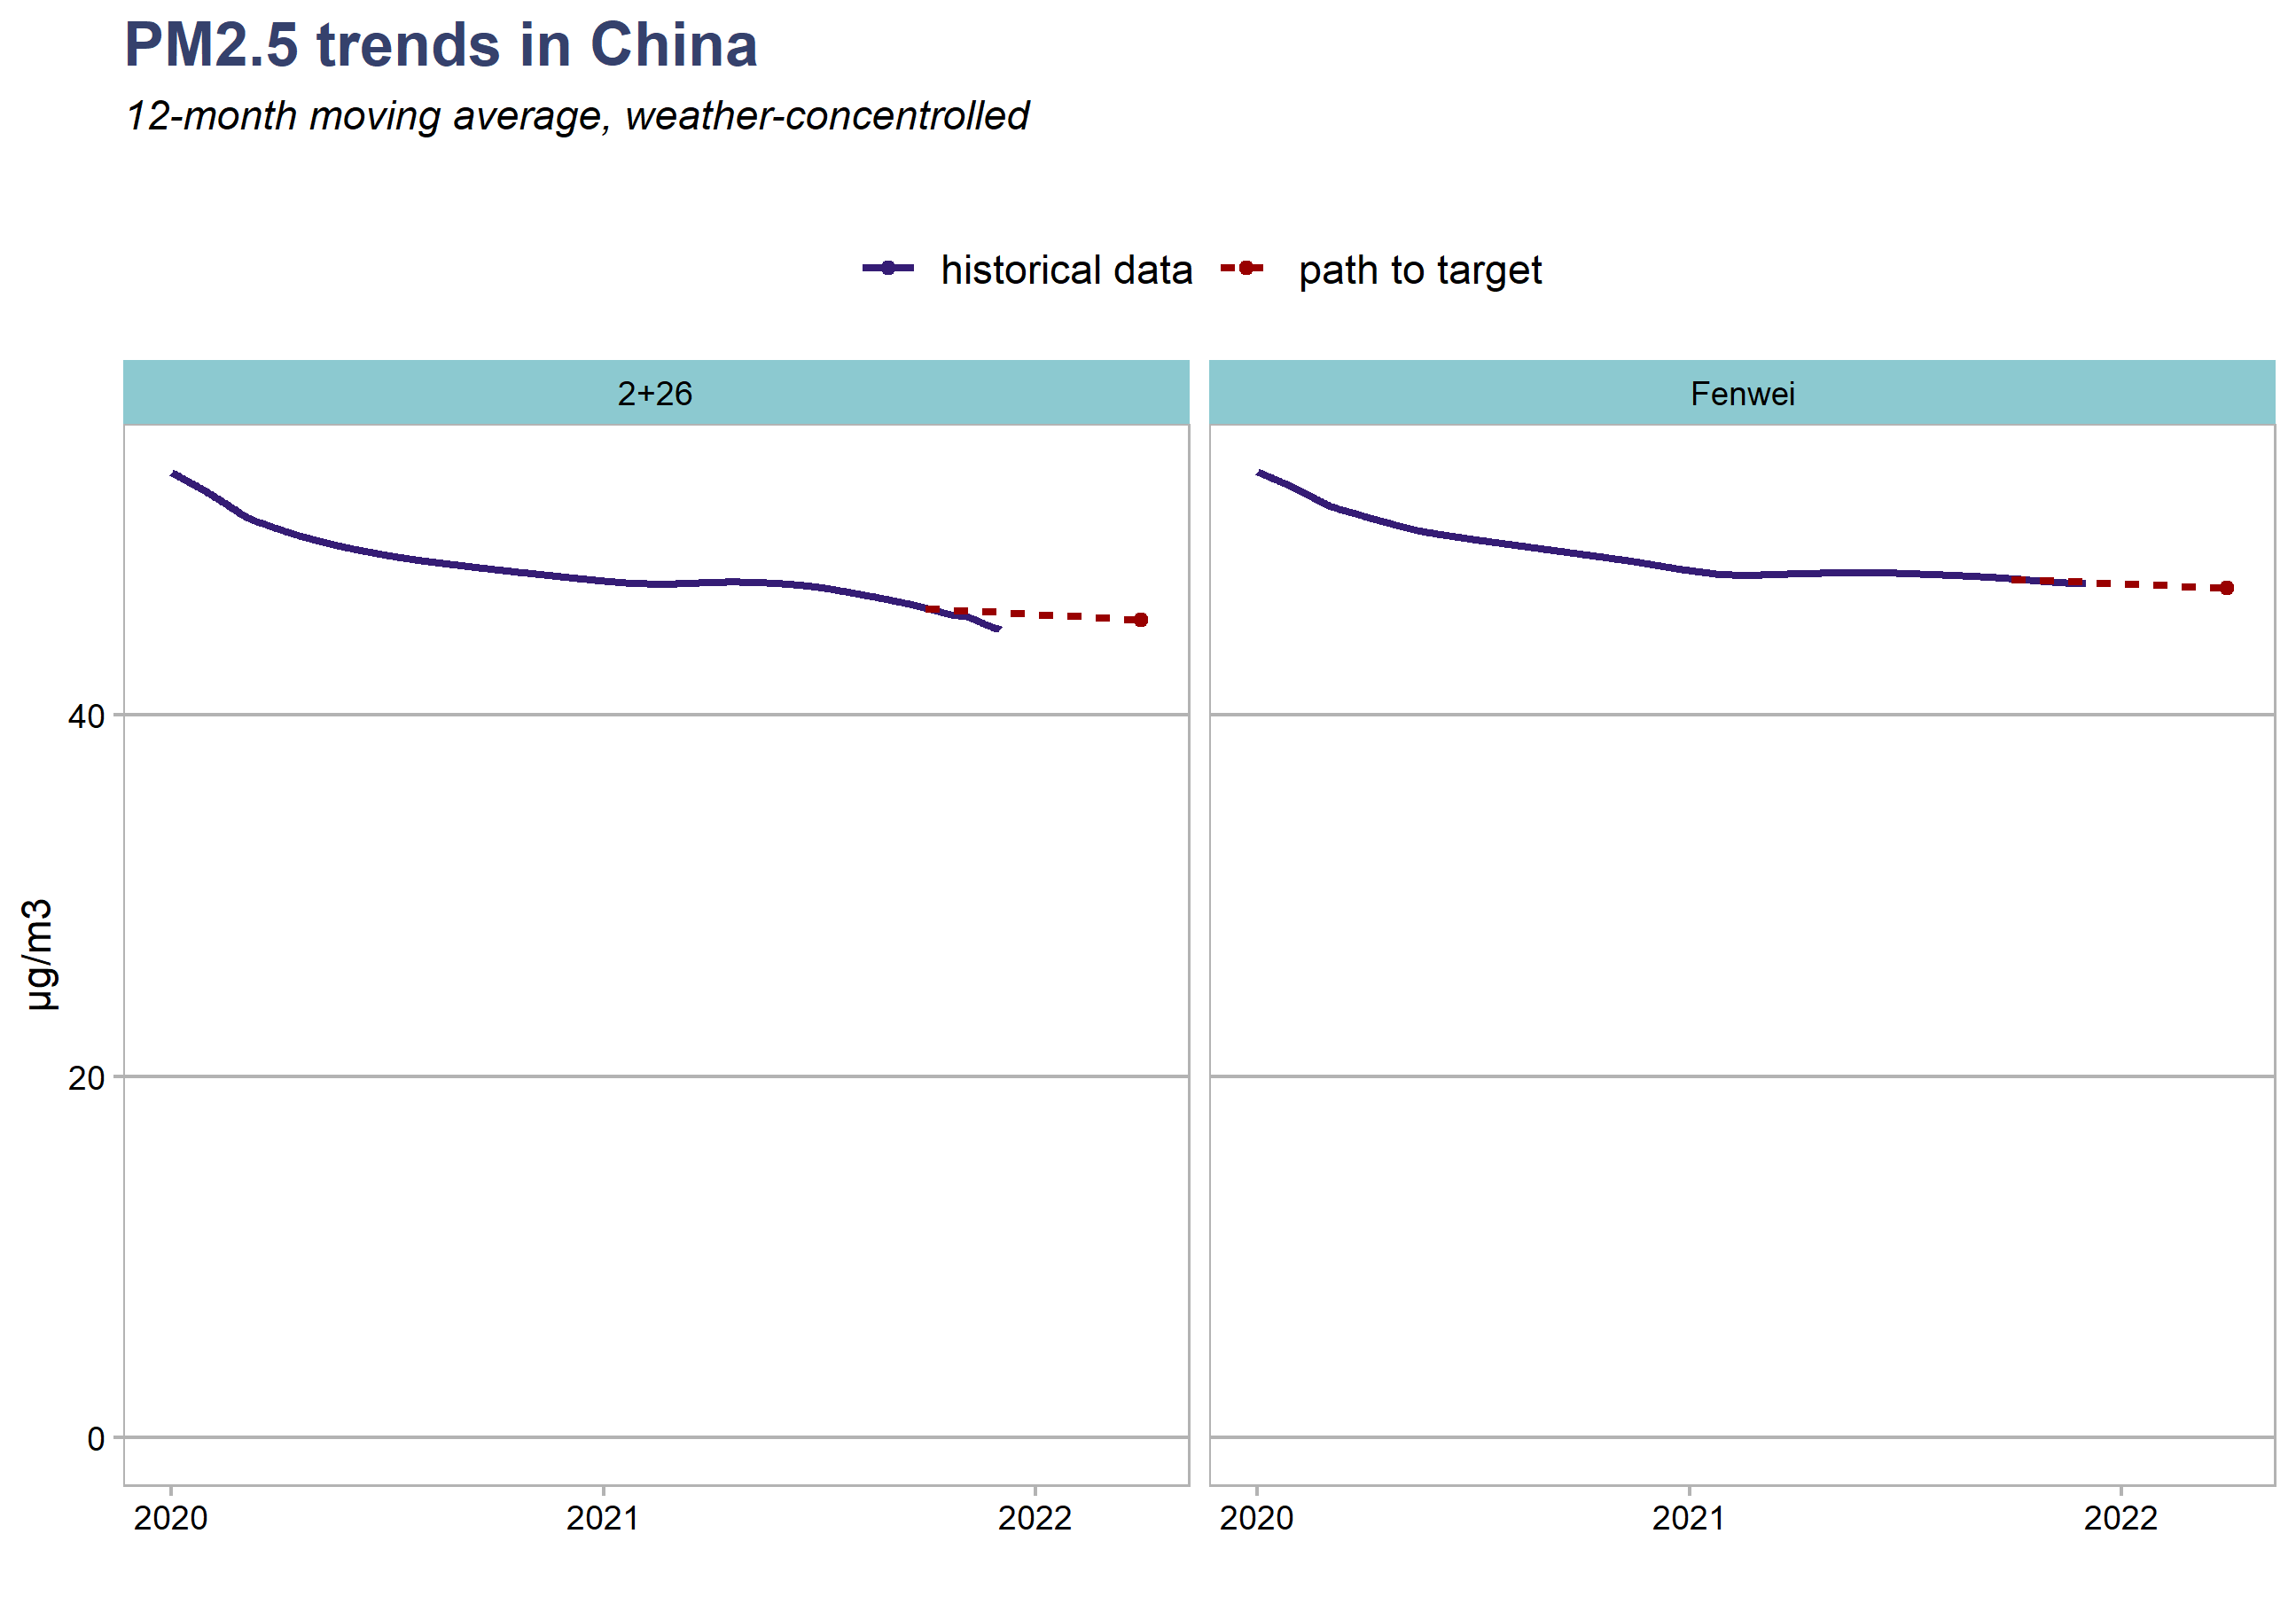 PM2.5 trends in China
12-month moving average, weather-concentrolled
historical data path to target
2+26 Fenwei
40
20
0
µg/m3
2020 2021 2022 2020 2021 2022